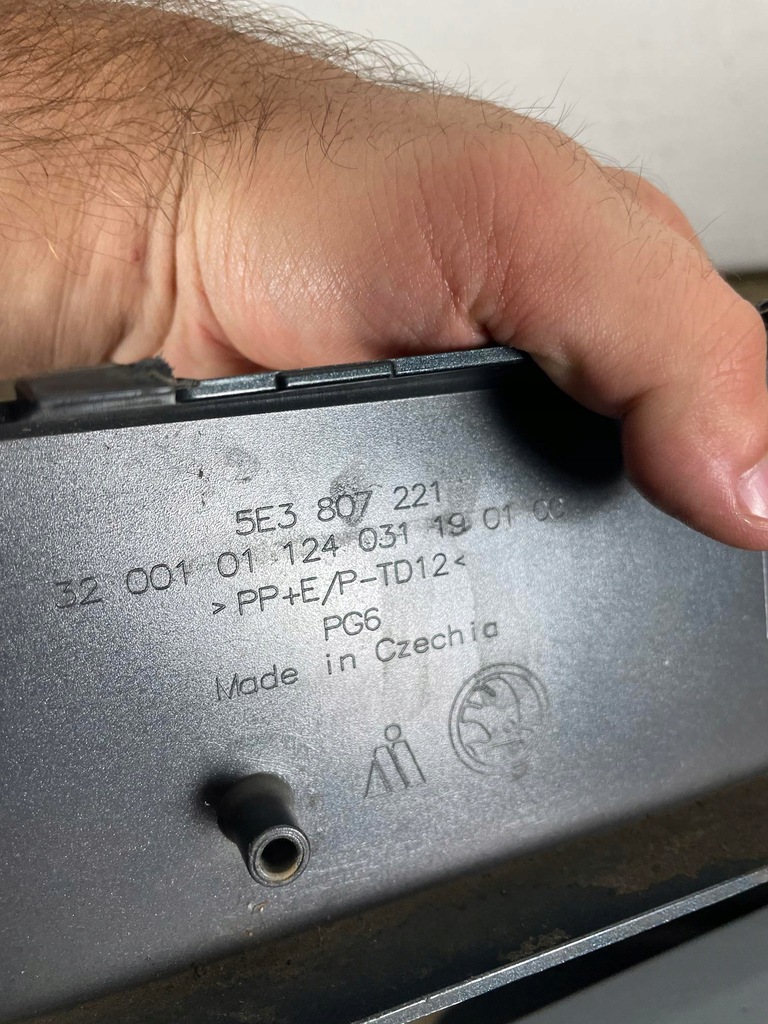 5E3 807 221
32 001 01 124 031 19 01 00
>PP+E/P-TD12<
PG6
Made in Czechia